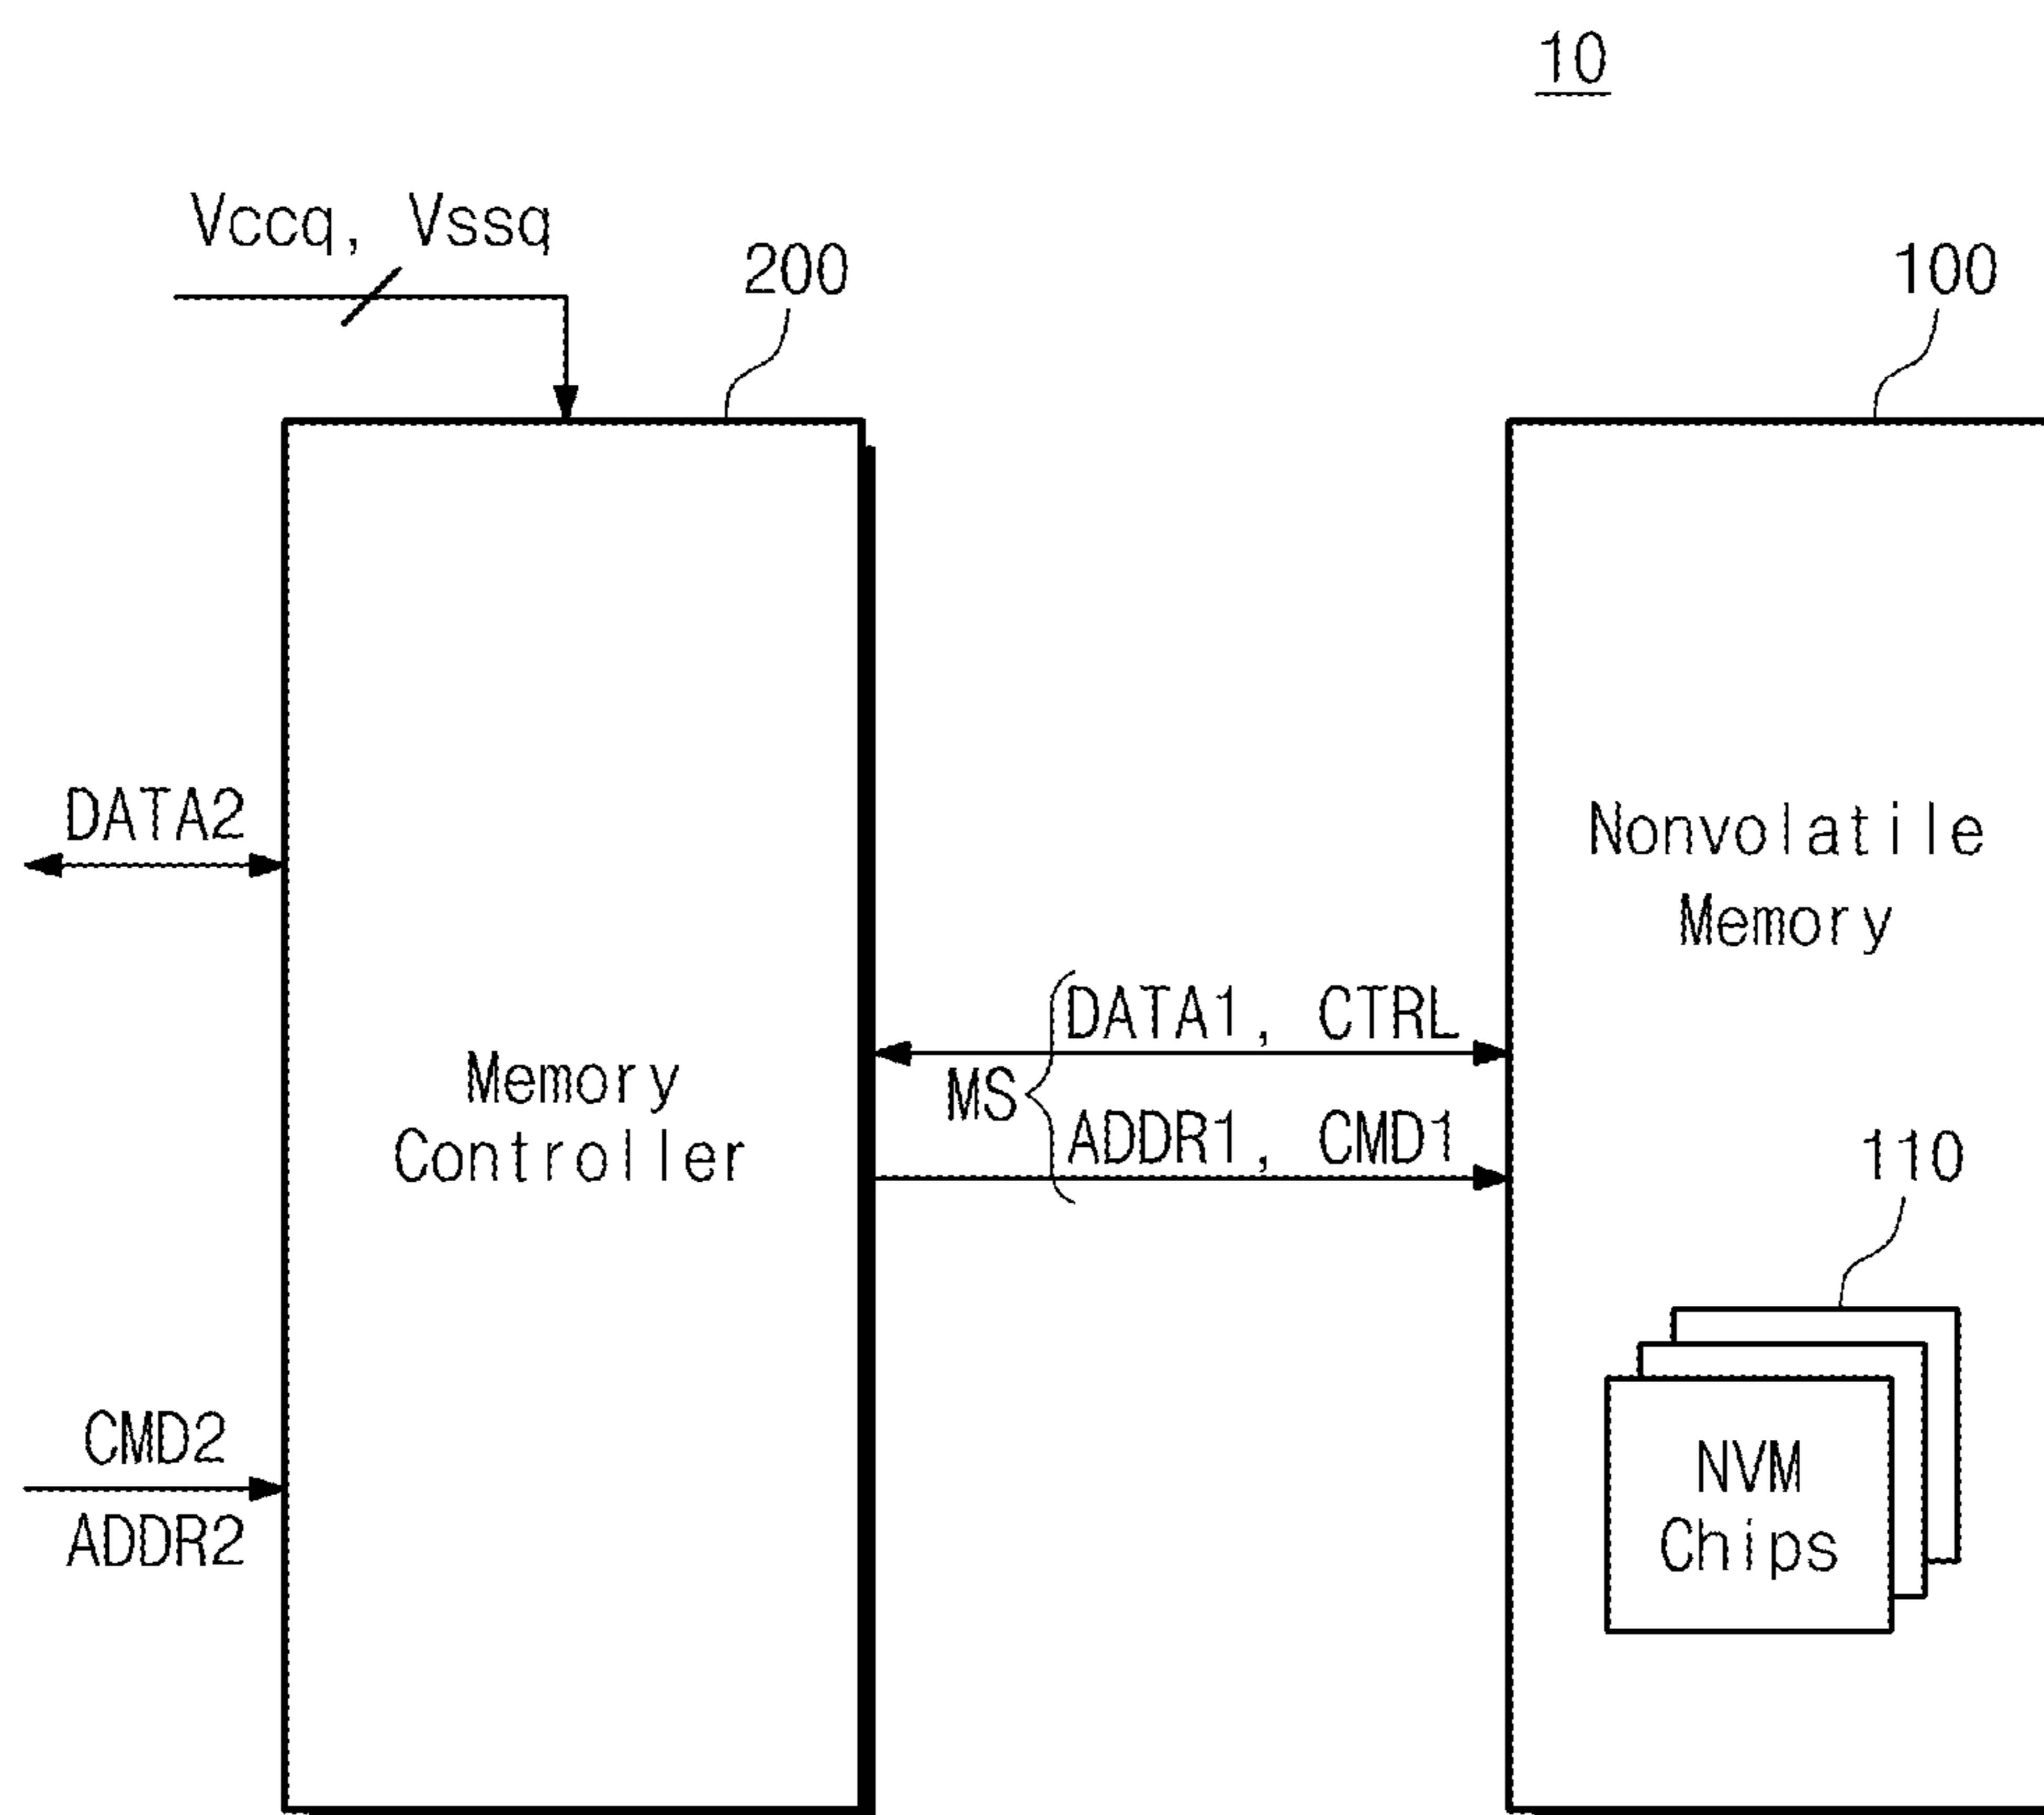 10
Vccq, Vssq
200
100
DATA2
Nonvolatile
Memory
DATA1, CTRL
MS
Memory
Controller
ADDR1, CMD1
110
CMD2
ADDR2
NVM
Chips